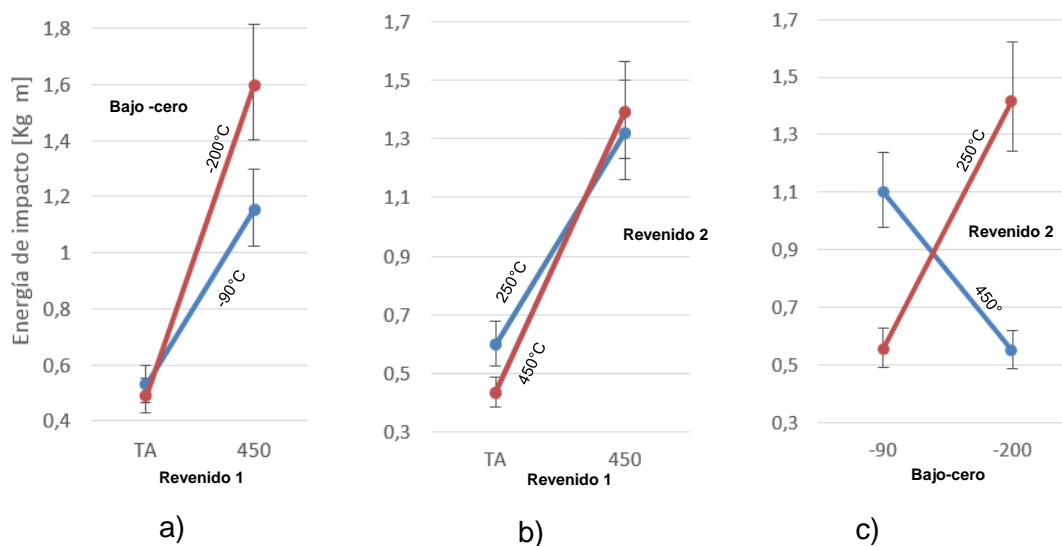 Energía de impacto [Kg m]
1,8
1,6
1,4
1,2
1
0,8
0,6
0,4
Bajo -cero
-200°C
-90°C
TA
450
Revenido 1
a)
1,7
1,5
1,3
1,1
0,9
0,7
0,5
0,3
Revenido 2
250°C
450°C
TA
450
Revenido 1
b)
1,7
1,5
1,3
1,1
0,9
0,7
0,5
0,3
250°C
Revenido 2
450°
-90
-200
Bajo-cero
c)